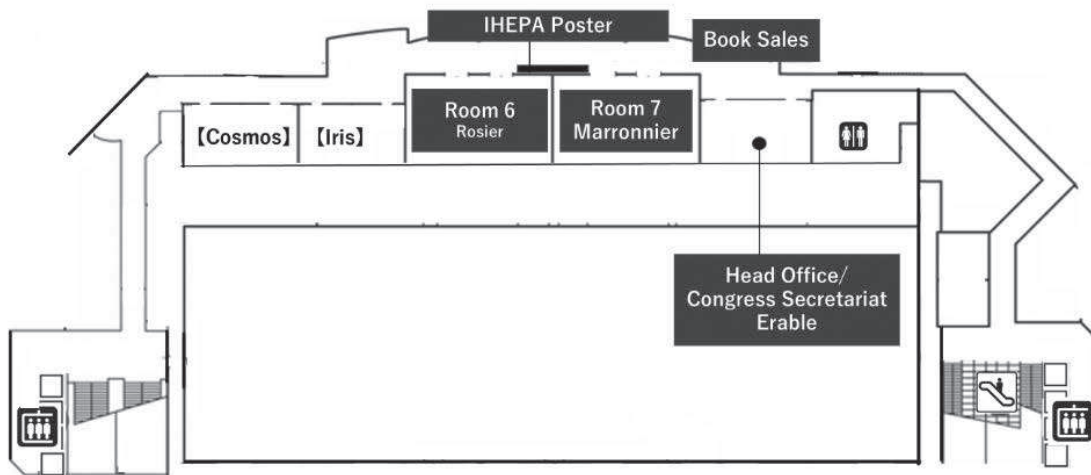 IHEPA Poster
Book Sales
【Cosmos】
【Iris】
Room 6
Rosier
Room 7
Marronnier
Head Office/
Congress Secretariat
Erable